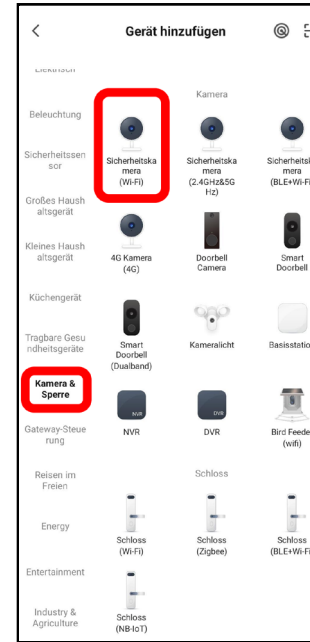 Gerät hinzufügen
Elektrisch
Beleuchtung
Sicherheitssen
sor
Großes Haush
altsgerät
Kleines Haush
altsgerät
Küchengerät
Tragbare Gesu
ndheitsgeräte
Kamera &
Sperre
Gateway-Steue
rung
Reisen im
Freien
Energy
Entertainment
Industry &
Agriculture
Kamera
Sicherheitska
mera
(Wi-Fi)
Sicherheitska
mera
(2.4GHz&5G
Hz)
Sicherheitsk
mera
(BLE+Wi-Fi
4G Kamera
(4G)
Doorbell
Camera
Smart
Doorbell
Smart
Doorbell
(Dualband)
Kameralicht
Basisstation
NVR
NVR
DVR
DVR
Bird Feede
(wifi)
Schloss
Schloss
(Wi-Fi)
Schloss
(Zigbee)
Schloss
(BLE+Wi-Fi
Schloss
(NB-IoT)